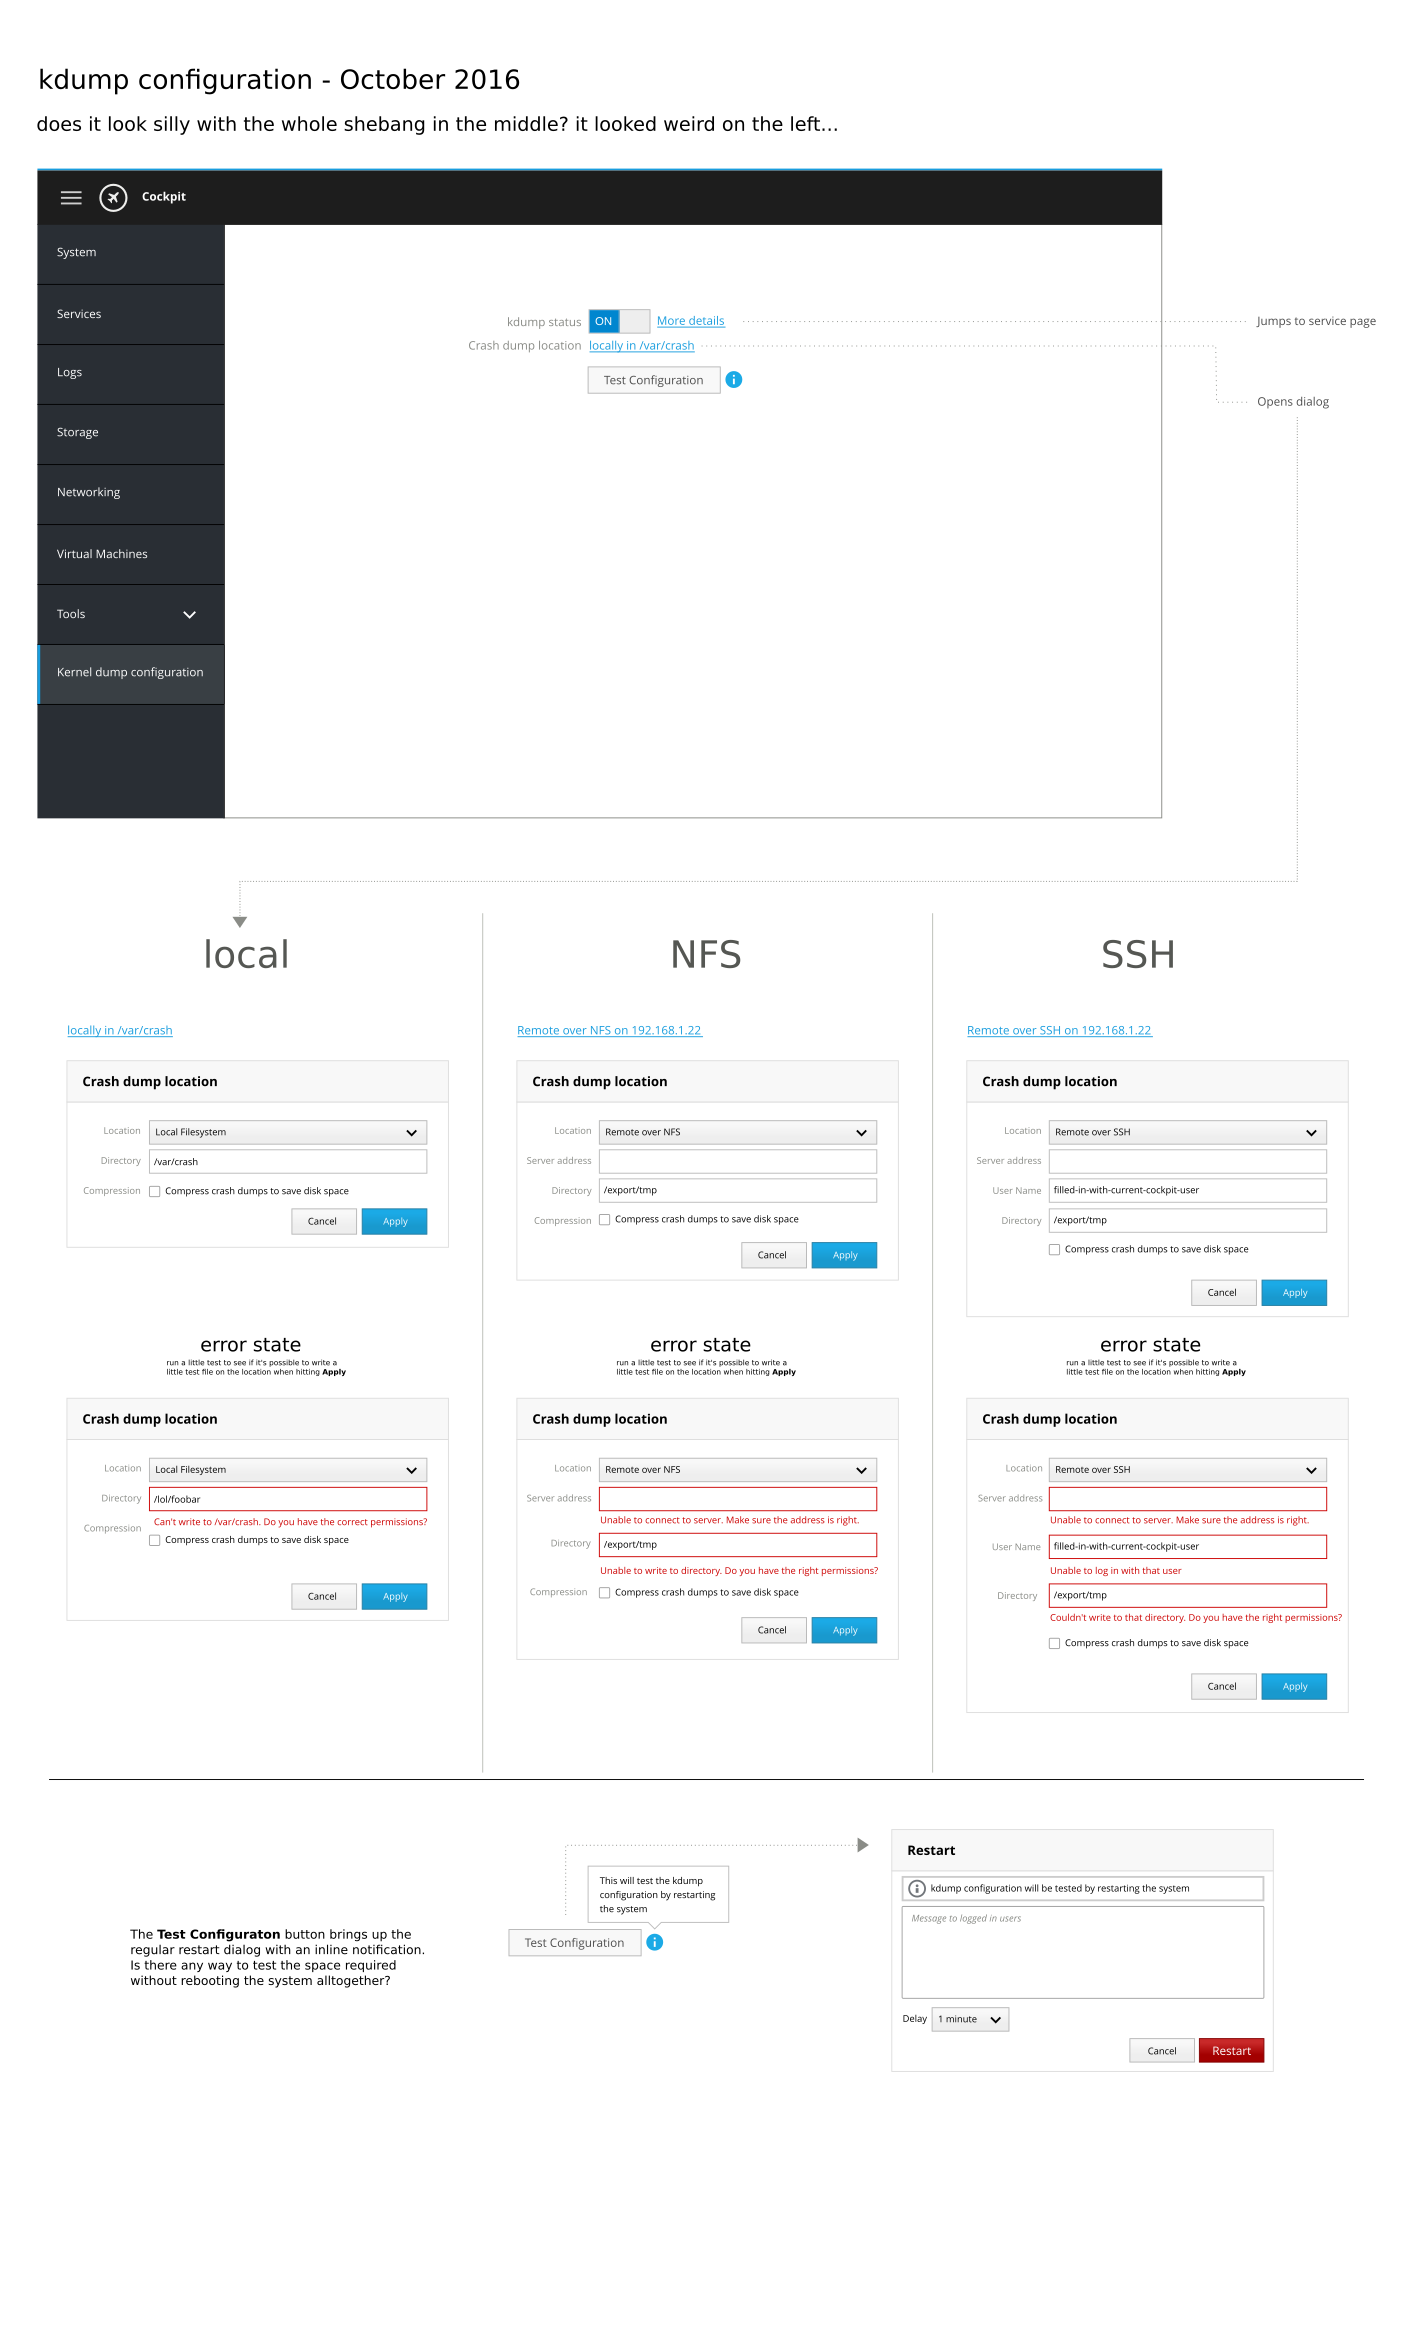 kdump configuration - October 2016
does it look silly with the whole shebang in the middle? it looked weird on the left...
Cockpit
System
Services
Logs
Storage
Networking
Virtual Machines
Tools
Kernel dump configuration
kdump status ON More details
Jumps to service page
Crash dump location locally in /var/crash
Test Configuration
Opens dialog
local
locally in /var/crash
Crash dump location
Location Local Filesystem
Directory /var/crash
Compression Compress crash dumps to save disk space
Cancel Apply
error state
run a little test to see if it's possible to write a
little test file on the location when hitting Apply
Crash dump location
Location Local Filesystem
Directory /lol/foobar
Can't write to /var/crash. Do you have the correct permissions?
Compression Compress crash dumps to save disk space
Cancel Apply
NFS
Remote over NFS on 192.168.1.22
Crash dump location
Location Remote over NFS
Server address
Directory /export/tmp
Compression Compress crash dumps to save disk space
Cancel Apply
error state
run a little test to see if it's possible to write a
little test file on the location when hitting Apply
Crash dump location
Location Remote over NFS
Server address
Unable to connect to server. Make sure the address is right.
Directory /export/tmp
Unable to write to directory. Do you have the right permissions?
Compression Compress crash dumps to save disk space
Cancel Apply
SSH
Remote over SSH on 192.168.1.22
Crash dump location
Location Remote over SSH
Server address
User Name filled-in-with-current-cockpit-user
Directory /export/tmp
Compress crash dumps to save disk space
Cancel Apply
error state
run a little test to see if it's possible to write a
little test file on the location when hitting Apply
Crash dump location
Location Remote over SSH
Server address
Unable to connect to server. Make sure the address is right.
User Name filled-in-with-current-cockpit-user
Unable to log in with that user
Directory /export/tmp
Couldn't write to that directory. Do you have the right permissions?
Compress crash dumps to save disk space
Cancel Apply
The Test Configuraton button brings up the
regular restart dialog with an inline notification.
Is there any way to test the space required
without rebooting the system alltogether?
This will test the kdump
configuration by restarting
the system
Test Configuration
Restart
kdump configuration will be tested by restarting the system
Message to logged in users
Delay 1 minute
Cancel Restart